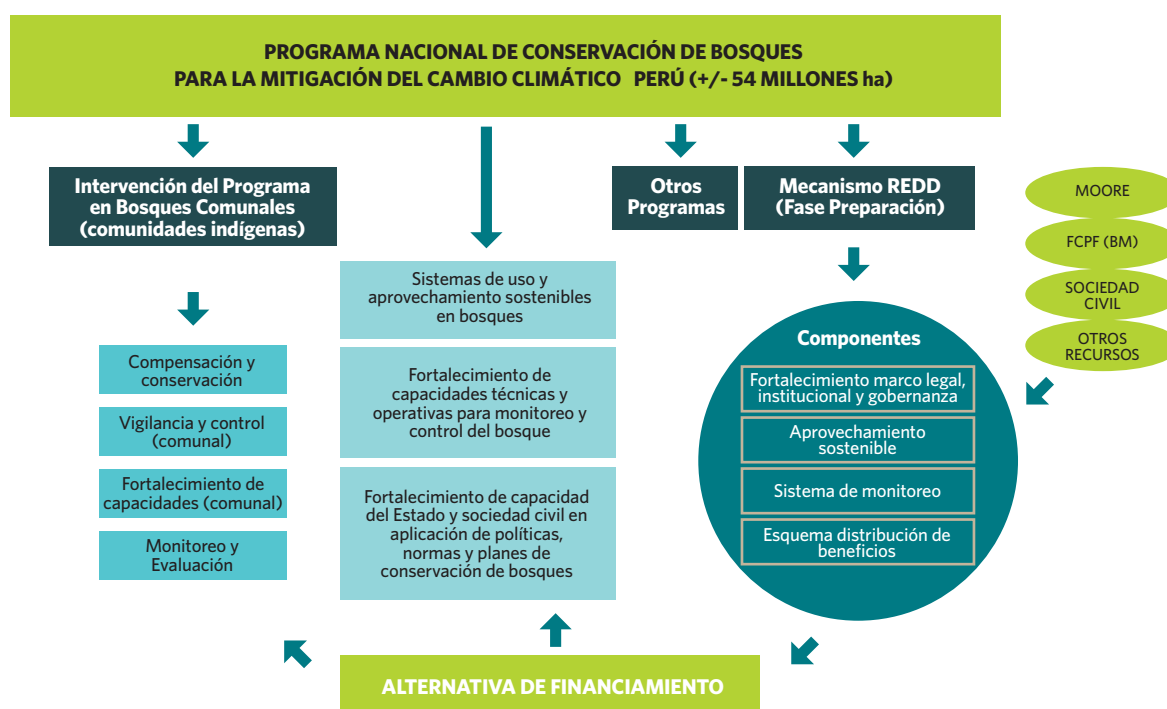 PROGRAMA NACIONAL DE CONSERVACIÓN DE BOSQUES
PARA LA MITIGACIÓN DEL CAMBIO CLIMÁTICO PERÚ (+/- 54 MILLONES ha)
Intervención del Programa
en Bosques Comunales
(comunidades indígenas)
Compensación y
conservación
Vigilancia y control
(comunal)
Fortalecimiento de
capacidades (comunal)
Monitoreo y
Evaluación
Sistemas de uso y
aprovechamiento sostenibles
en bosques
Fortalecimiento de
capacidades técnicas y
operativas para monitoreo y
control del bosque
Fortalecimiento de capacidad
del Estado y sociedad civil en
aplicación de políticas,
normas y planes de
conservación de bosques
Otros
Programas
Mecanismo REDD
(Fase Preparación)
Componentes
Fortalecimiento marco legal,
institucional y gobernanza
Aprovechamiento
sostenible
Sistema de monitoreo
Esquema distribución de
beneficios
MOORE
FCPF (BM)
SOCIEDAD
CIVIL
OTROS
RECURSOS
ALTERNATIVA DE FINANCIAMIENTO